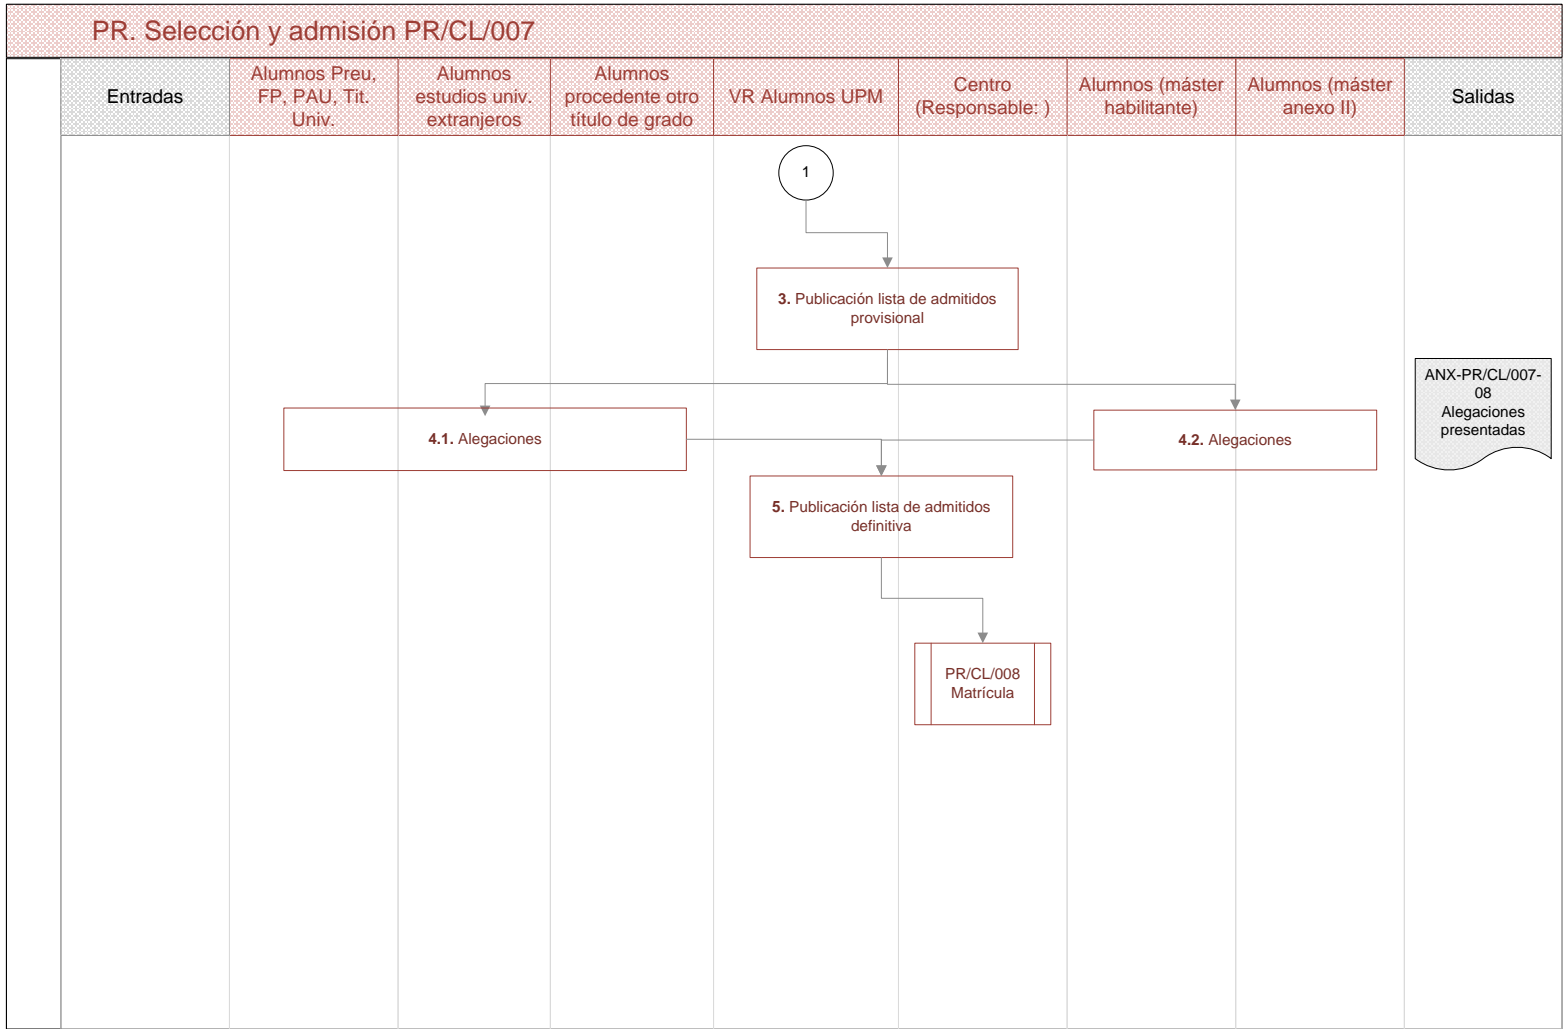 PR. Selección y admisión PR/CL/007
Entradas
Alumnos Preu,
FP, PAU, Tit.
Univ.
Alumnos
estudios univ.
extranjeros
Alumnos
procedente otro
título de grado
VR Alumnos UPM
Centro
(Responsable: )
Alumnos (máster
habilitante)
Alumnos (máster
anexo II)
Salidas
1
3. Publicación lista de admitidos
provisional
ANX-PR/CL/007-
08
Alegaciones
presentadas
4.1. Alegaciones
4.2. Alegaciones
5. Publicación lista de admitidos
definitiva
PR/CL/008
Matrícula